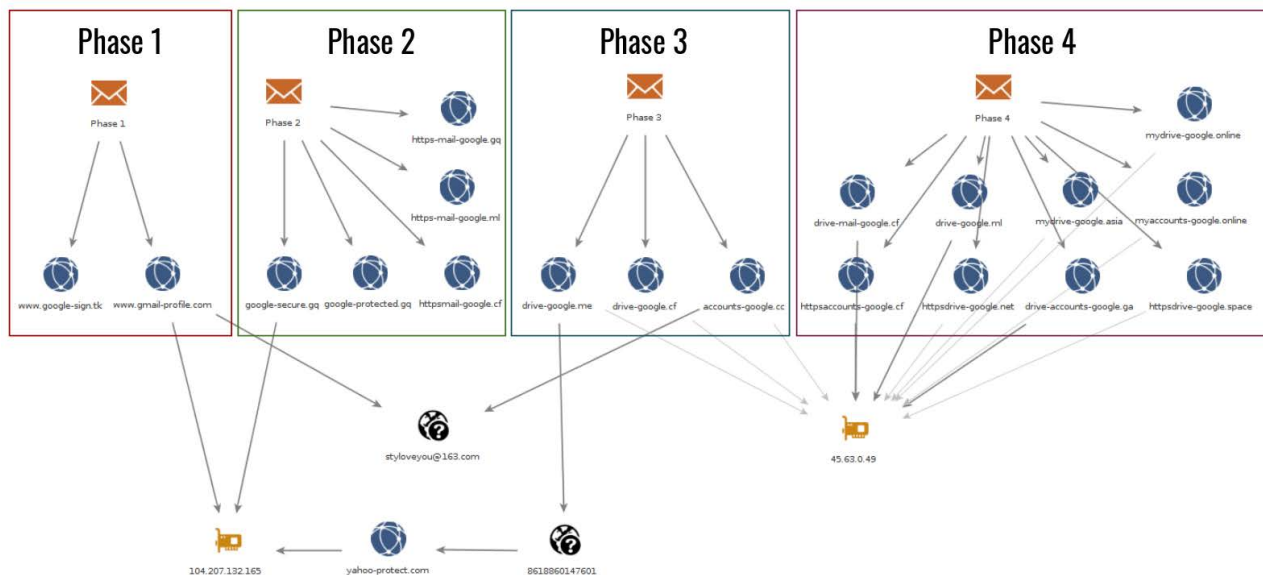 Phase 1
Phase 2
Phase 3
Phase 4
Phase 1
Phase 2
Phase 3
Phase 4
https-mail-google.gq
mydrive-google.online
https-mail-google.ml
drive-mail-google.cf
drive-google.ml
mydrive-google.asia
myaccounts-google.online
www.google-sign.tk
www.gmail-profile.com
google-secure.gq
google-protected.gq
httpsmail-google.cf
drive-google.me
drive-google.cf
accounts-google.cc
httpsaccounts-google.cf
httpsdrive-google.net
drive-accounts-google.ga
httpsdrive-google.space
styloveyou@163.com
45.63.0.49
104.207.132.165
yahoo-protect.com
8618860147601